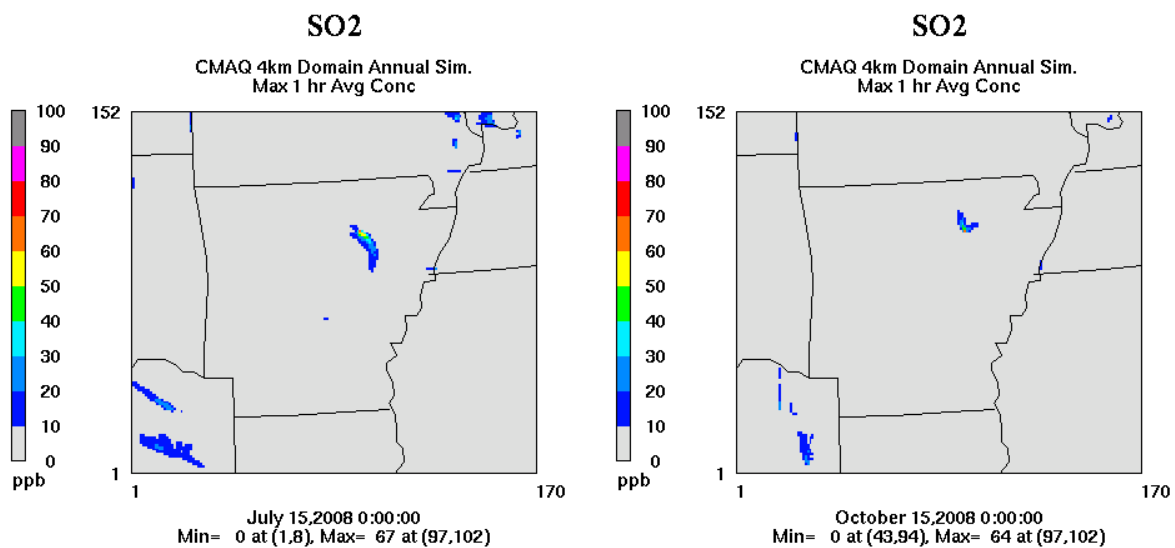 SO2
CMAQ 4km Domain Annual Sim.
Max 1 hr Avg Conc
100
90
80
70
60
50
40
30
20
10
0
ppb
152
1
1
170
July 15,2008 0:00:00
Min=   0 at (1,8), Max=  67 at (97,102)
SO2
CMAQ 4km Domain Annual Sim.
Max 1 hr Avg Conc
100
90
80
70
60
50
40
30
20
10
0
ppb
152
1
1
170
October 15,2008 0:00:00
Min=   0 at (43,94), Max=  64 at (97,102)